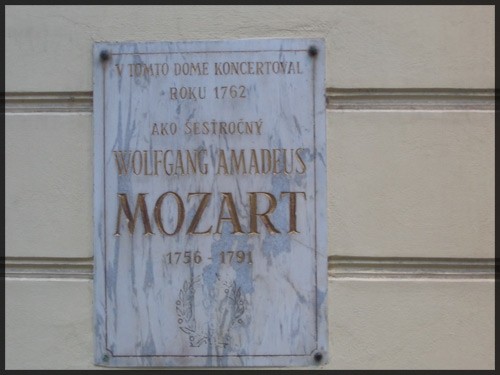 V TOMTO DOME KONCERTOVAL
ROKU 1762
AKO ŠESŤROČNÝ
WOLFGANG AMADEUS
MOZART
1756 - 1791